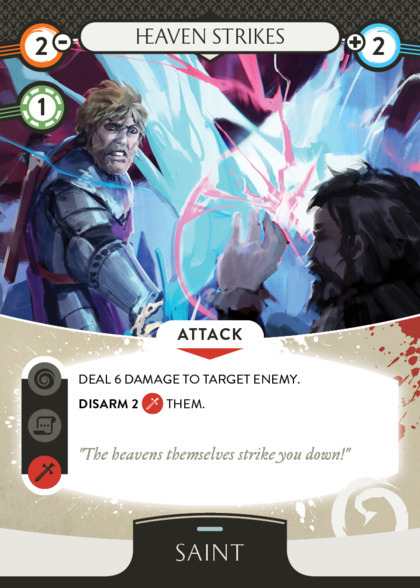 2 - HEAVEN STRIKES + 2
1
ATTACK
DEAL 6 DAMAGE TO TARGET ENEMY.
DISARM 2 THEM.
"The heavens themselves strike you down!"
SAINT